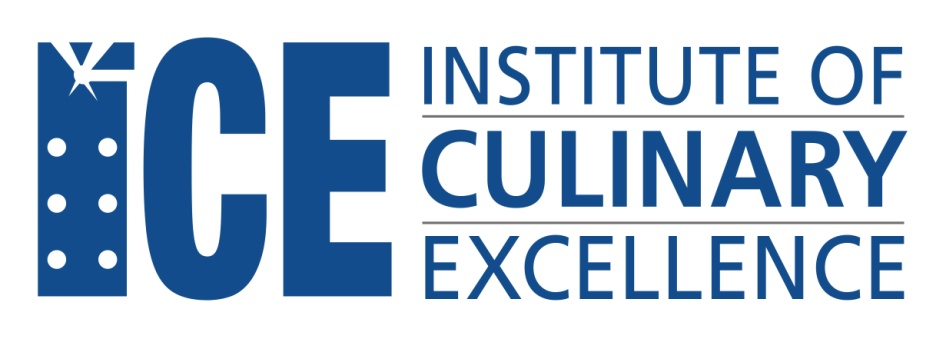 ICE
INSTITUTE OF
CULINARY
EXCELLENCE